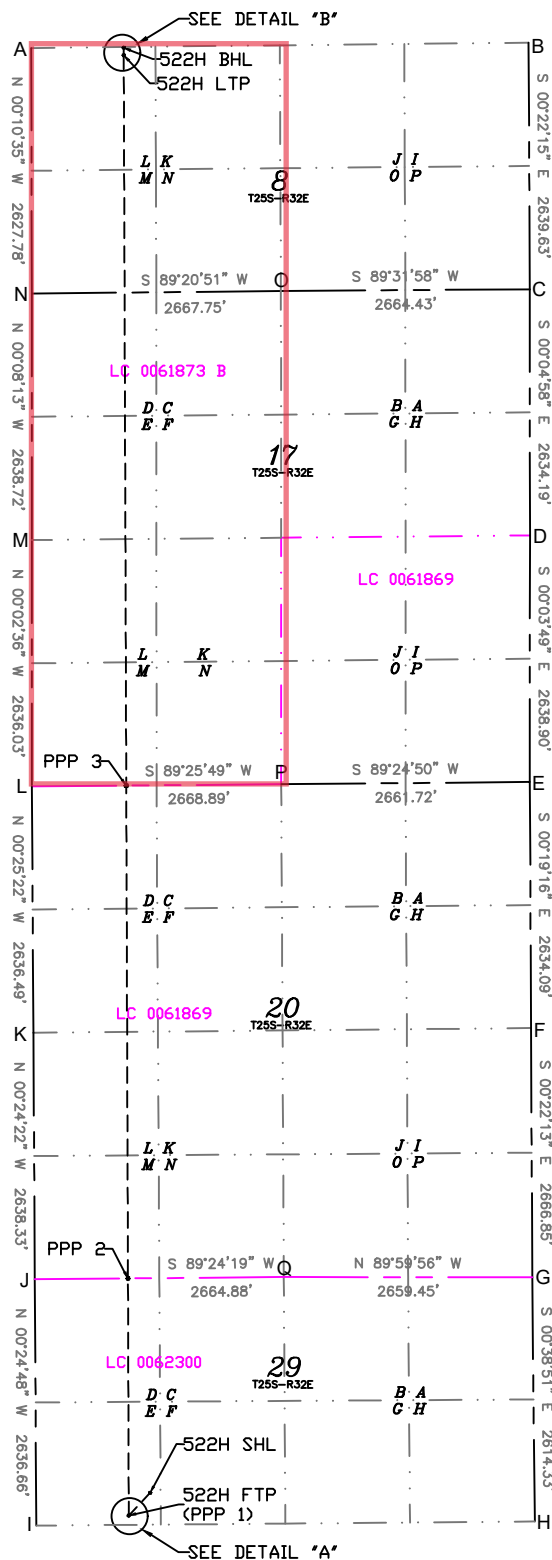 SEE DETAIL "B"
A
B
522H BHL
522H LTP
N 00°10'35" W 2627.78'
S 00°22'15" E 2639.63'
L K
M N
J I
O P
8
T25S-R32E
N
S 89°20'51" W
2667.75'
O
S 89°31'58" W
2664.43'
C
N 00°08'13" W 2638.72'
S 00°04'58" E 2634.19'
LC 0061873 B
D C
E F
B A
G H
17
T25S-R32E
M
D
LC 0061869
N 00°02'36" W 2636.03'
S 00°03'49" E 2638.90'
L K
M N
J I
O P
PPP 3
L
S 89°25'49" W
2668.89'
P
S 89°24'50" W
2661.72'
E
N 00°25'22" W 2636.49'
S 00°19'16" E 2634.09'
D C
E F
B A
G H
LC 0061869
20
T25S-R32E
K
F
N 00°24'22" W 2638.33'
S 00°22'13" E 2666.85'
L K
M N
J I
O P
PPP 2
J
S 89°24'19" W
2664.88'
Q
N 89°59'56" W
2659.45'
G
N 00°24'48" W 2636.66'
S 00°38'51" E 2614.33'
LC 0062300
29
T25S-R32E
D C
E F
B A
G H
522H SHL
522H FTP
(PPP 1)
I
H
SEE DETAIL "A"